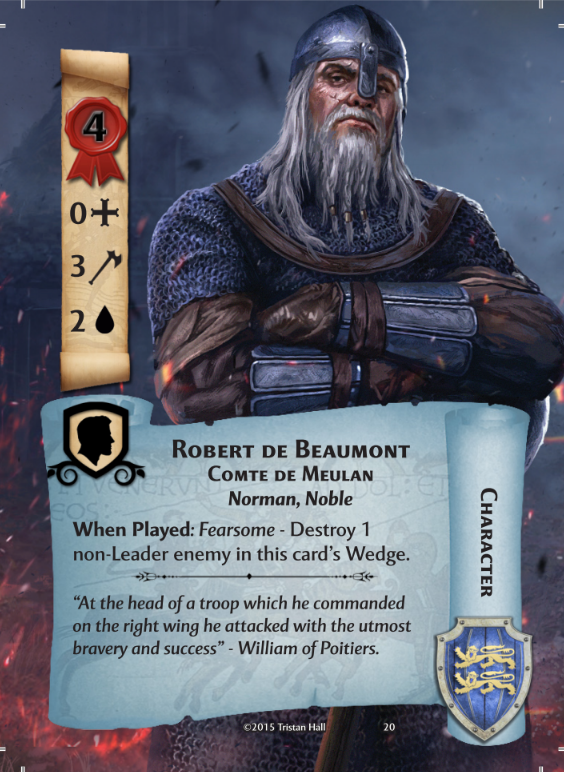 4
0
3
2
ROBERT DE BEAUMONT
COMTE DE MEULAN
Norman, Noble
When Played: Fearsome - Destroy 1
non-Leader enemy in this card's Wedge.
“At the head of a troop which he commanded
on the right wing he attacked with the utmost
bravery and success” - William of Poitiers.
CHARACTER
©2015 Tristan Hall
20